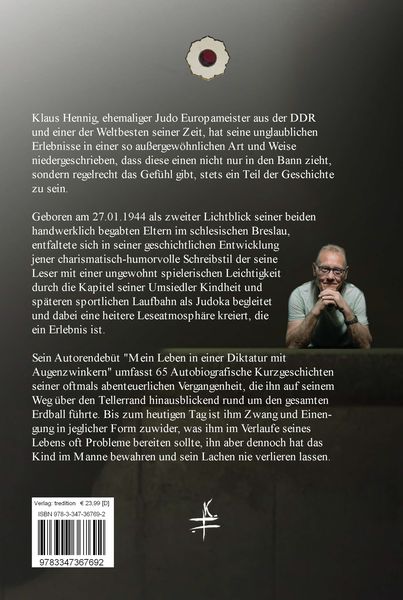 Klaus Hennig, ehemaliger Judo Europameister aus der DDR
und einer der Weltbesten seiner Zeit, hat seine unglaublichen
Erlebnisse in einer so außergewöhnlichen Art und Weise
niedergeschrieben, dass diese einen nicht nur in den Bann zieht,
sondern regelrecht das Gefühl gibt, stets ein Teil der Geschichte
zu sein.
Geboren am 27.01.1944 als zweiter Lichtblick seiner beiden
handwerklich begabten Eltern im schlesischen Breslau,
entfaltete sich in seiner geschichtlichen Entwicklung
jener charismatisch-humorvolle Schreibstil der seine
Leser mit einer ungewohnt spielerischen Leichtigkeit
durch die Kapitel seiner Umsiedler Kindheit und
späteren sportlichen Laufbahn als Judoka begleitet
und dabei eine heitere Leseatmosphäre kreiert, die
ein Erlebnis ist.
Sein Autorendebüt "Mein Leben in einer Diktatur mit
Augenzwinkern" umfasst 65 Autobiografische Kurzgeschichten
seiner oftmals abenteuerlichen Vergangenheit, die ihn auf seinem
Weg über den Tellerrand hinausblickend rund um den gesamten
Erdball führte. Bis zum heutigen Tag ist ihm Zwang und Einen-
gung in jeglicher Form zuwider, was ihm im Verlaufe seines
Lebens oft Probleme bereiten sollte, ihn aber dennoch hat das
Kind im Manne bewahren und sein Lachen nie verlieren lassen.
Verlag: tredition € 23,99 [D]
ISBN 978-3-347-36769-2
9783347367692